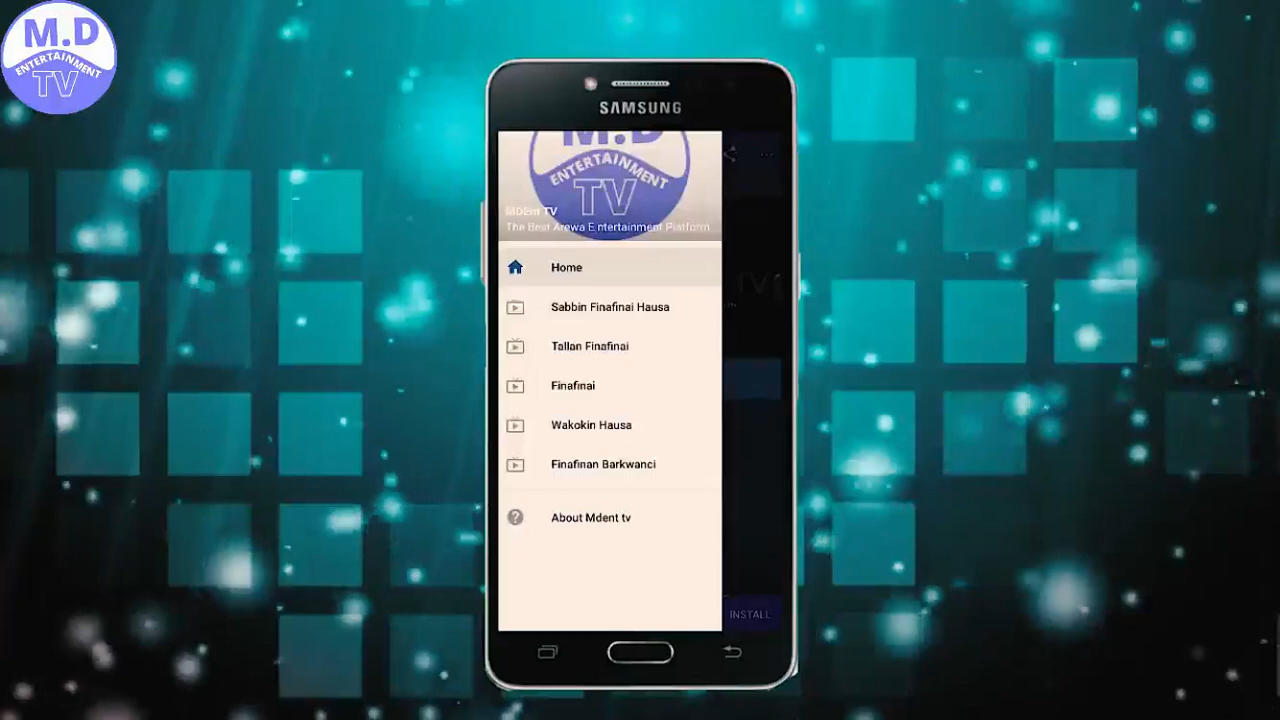 M.D
ENTERTAINMENT
TV
SAMSUNG
M.D
ENTERTAINMENT
TV
MDEnt TV
The Best Arewa Entertainment Platform
Home
Sabbin Finafinai Hausa
Tallan Finafinai
Finafinai
Wakokin Hausa
Finafinan Barkwanci
About Mdent tv
INSTALL